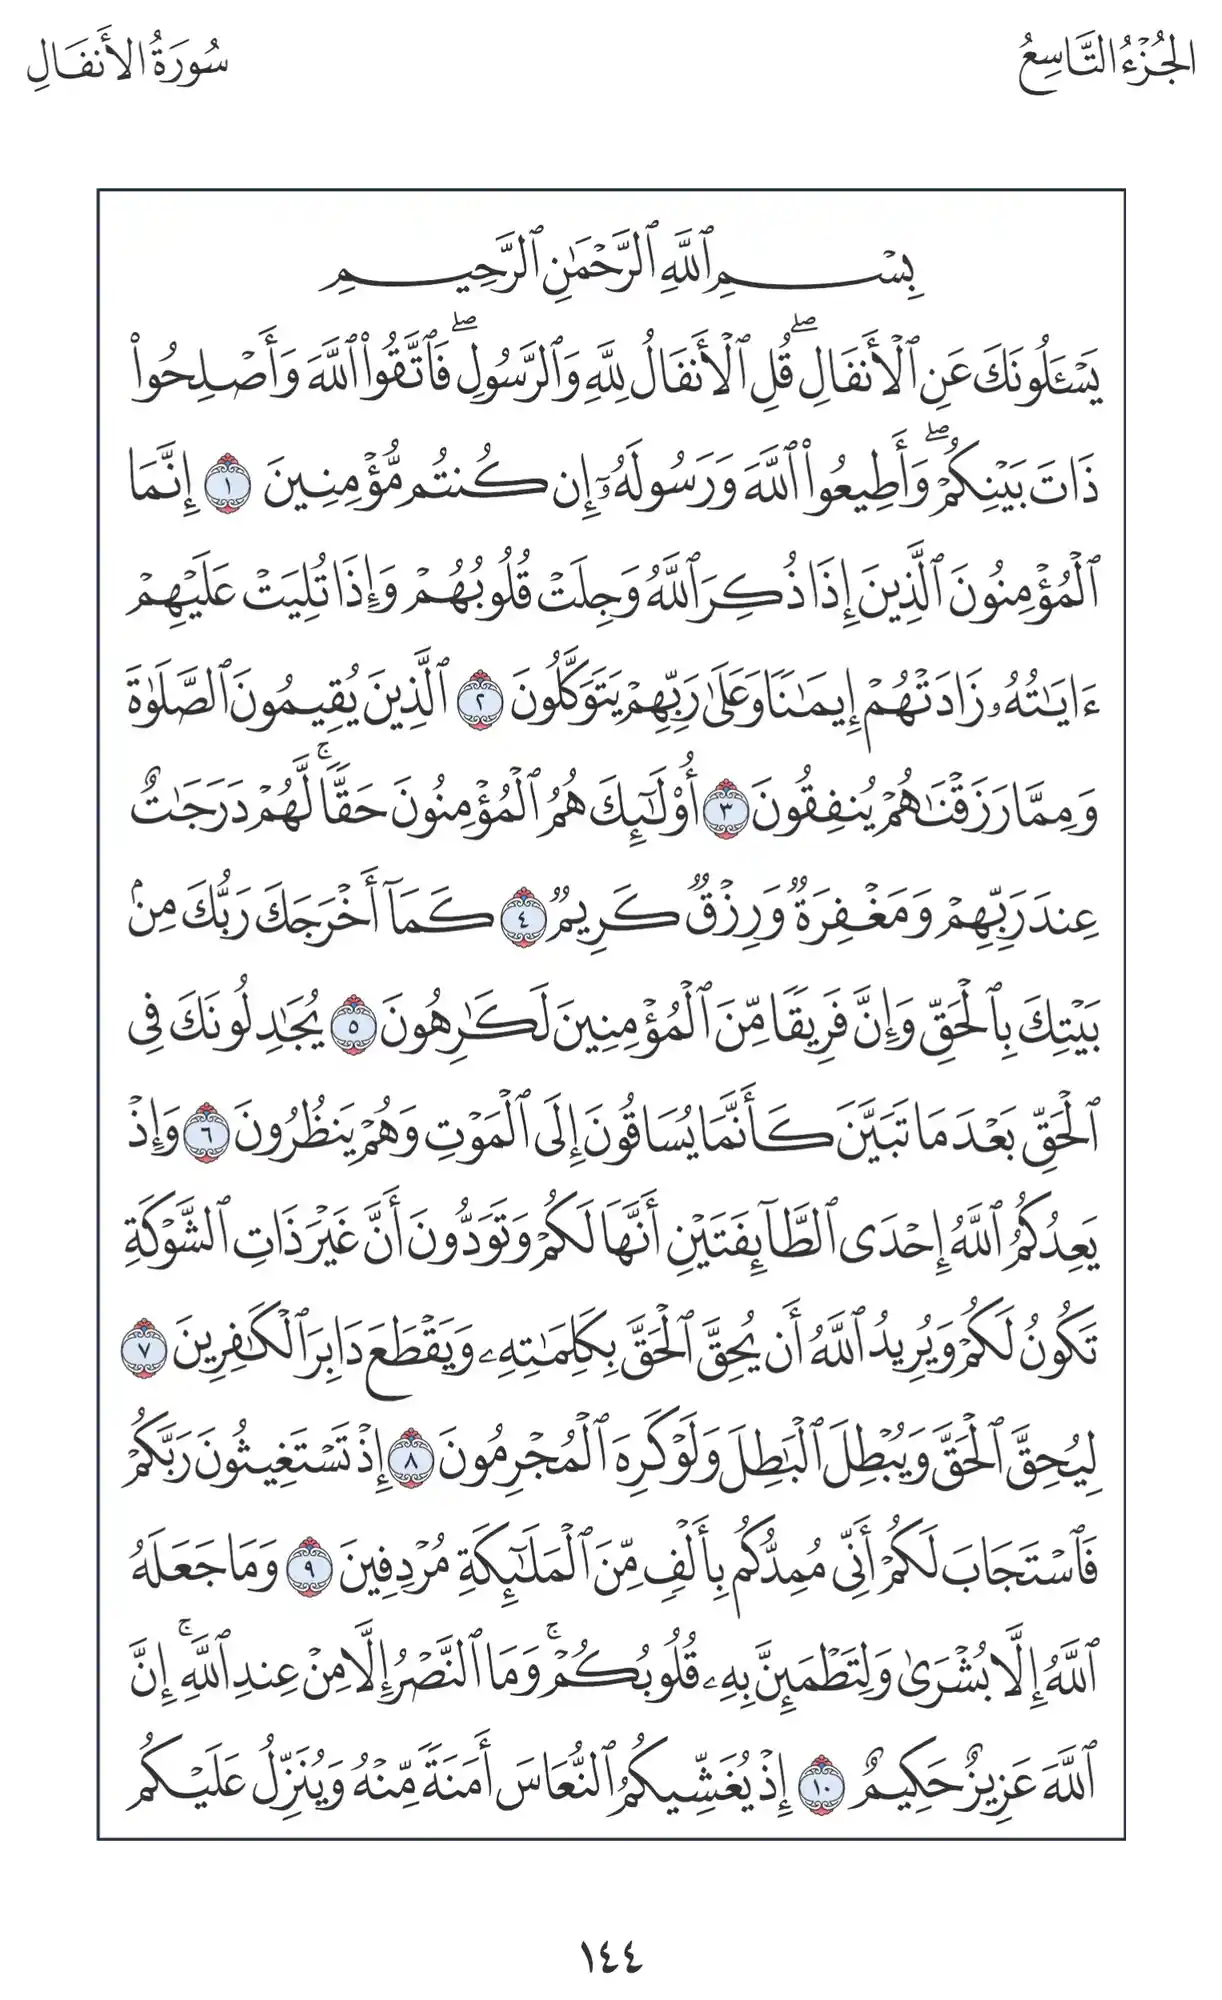 الجُزْءُ التَّاسِعُ
سُورَةُ الأَنفَالِ
بِسْمِ ٱللَّهِ ٱلرَّحْمَٰنِ ٱلرَّحِيمِ
يَسْـَٔلُونَكَ عَنِ ٱلْأَنفَالِۖ قُلِ ٱلْأَنفَالُ لِلَّهِ وَٱلرَّسُولِۖ فَٱتَّقُوا۟ ٱللَّهَ وَأَصْلِحُوا۟
ذَاتَ بَيْنِكُمْۖ وَأَطِيعُوا۟ ٱللَّهَ وَرَسُولَهُۥٓ إِن كُنتُم مُّؤْمِنِينَ ١ إِنَّمَا
ٱلْمُؤْمِنُونَ ٱلَّذِينَ إِذَا ذُكِرَ ٱللَّهُ وَجِلَتْ قُلُوبُهُمْ وَإِذَا تُلِيَتْ عَلَيْهِمْ
ءَايَـٰتُهُۥ زَادَتْهُمْ إِيمَـٰنًا وَعَلَىٰ رَبِّهِمْ يَتَوَكَّلُونَ ٢ ٱلَّذِينَ يُقِيمُونَ ٱلصَّلَوٰةَ
وَمِمَّا رَزَقْنَـٰهُمْ يُنفِقُونَ ٣ أُو۟لَـٰٓئِكَ هُمُ ٱلْمُؤْمِنُونَ حَقًّاۚ لَّهُمْ دَرَجَـٰتٌ
عِندَ رَبِّهِمْ وَمَغْفِرَةٌ وَرِزْقٌ كَرِيمٌ ٤ كَمَآ أَخْرَجَكَ رَبُّكَ مِنۢ
بَيْتِكَ بِٱلْحَقِّ وَإِنَّ فَرِيقًا مِّنَ ٱلْمُؤْمِنِينَ لَكَـٰرِهُونَ ٥ يُجَـٰدِلُونَكَ فِى
ٱلْحَقِّ بَعْدَ مَا تَبَيَّنَ كَأَنَّمَا يُسَاقُونَ إِلَى ٱلْمَوْتِ وَهُمْ يَنظُرُونَ ٦ وَإِذْ
يَعِدُكُمُ ٱللَّهُ إِحْدَى ٱلطَّآئِفَتَيْنِ أَنَّهَا لَكُمْ وَتَوَدُّونَ أَنَّ غَيْرَ ذَاتِ ٱلشَّوْكَةِ
تَكُونُ لَكُمْ وَيُرِيدُ ٱللَّهُ أَن يُحِقَّ ٱلْحَقَّ بِكَلِمَـٰتِهِۦ وَيَقْطَعَ دَابِرَ ٱلْكَـٰفِرِينَ ٧
لِيُحِقَّ ٱلْحَقَّ وَيُبْطِلَ ٱلْبَـٰطِلَ وَلَوْ كَرِهَ ٱلْمُجْرِمُونَ ٨ إِذْ تَسْتَغِيثُونَ رَبَّكُمْ
فَٱسْتَجَابَ لَكُمْ أَنِّى مُمِدُّكُم بِأَلْفٍ مِّنَ ٱلْمَلَـٰٓئِكَةِ مُرْدِفِينَ ٩ وَمَا جَعَلَهُ
ٱللَّهُ إِلَّا بُشْرَىٰ وَلِتَطْمَئِنَّ بِهِۦ قُلُوبُكُمْۚ وَمَا ٱلنَّصْرُ إِلَّا مِنْ عِندِ ٱللَّهِۚ إِنَّ
ٱللَّهَ عَزِيزٌ حَكِيمٌ ١٠ إِذْ يُغَشِّيكُمُ ٱلنُّعَاسَ أَمَنَةً مِّنْهُ وَيُنَزِّلُ عَلَيْكُم
١٤٤